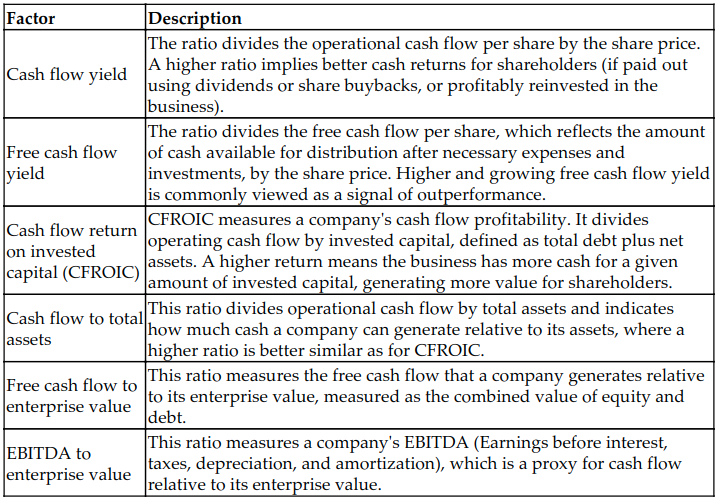 Factor Description
Cash flow yield
The ratio divides the operational cash flow per share by the share price.
A higher ratio implies better cash returns for shareholders (if paid out
using dividends or share buybacks, or profitably reinvested in the
business).
Free cash flow
yield
The ratio divides the free cash flow per share, which reflects the amount
of cash available for distribution after necessary expenses and
investments, by the share price. Higher and growing free cash flow yield
is commonly viewed as a signal of outperformance.
Cash flow return
on invested
capital (CFROIC)
CFROIC measures a company's cash flow profitability. It divides
operating cash flow by invested capital, defined as total debt plus net
assets. A higher return means the business has more cash for a given
amount of invested capital, generating more value for shareholders.
Cash flow to total
assets
This ratio divides operational cash flow by total assets and indicates
how much cash a company can generate relative to its assets, where a
higher ratio is better similar as for CFROIC.
Free cash flow to
enterprise value
This ratio measures the free cash flow that a company generates relative
to its enterprise value, measured as the combined value of equity and
debt.
EBITDA to
enterprise value
This ratio measures a company's EBITDA (Earnings before interest,
taxes, depreciation, and amortization), which is a proxy for cash flow
relative to its enterprise value.